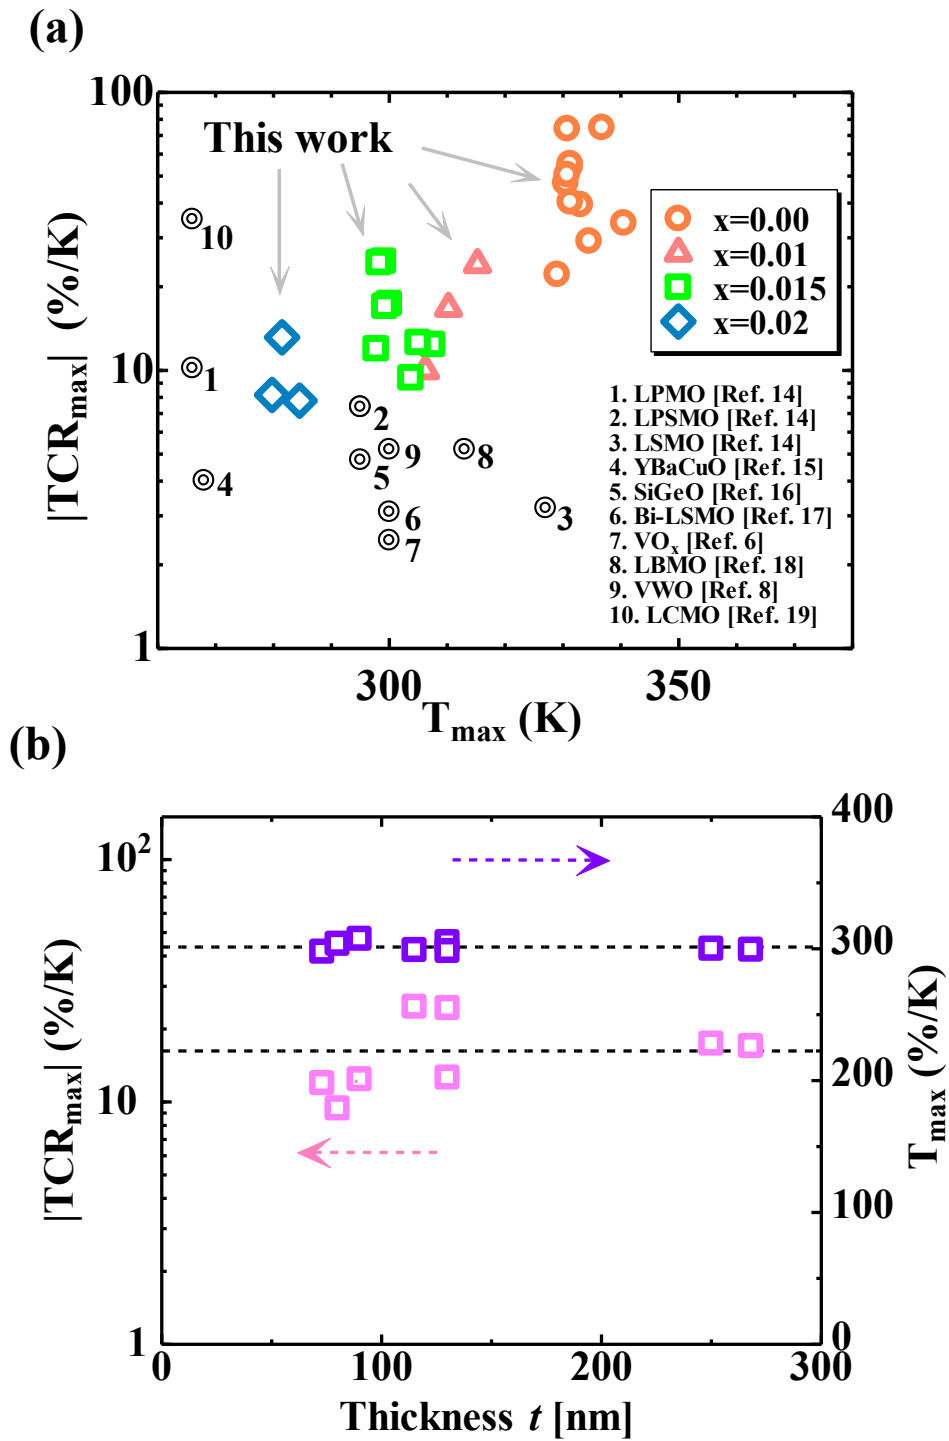 (a)
100
10
1
|TCRmax| (%/K)
This work
10
1
4
2
5
9
6
7
8
3
x=0.00
x=0.01
x=0.015
x=0.02
1. LPMO [Ref. 14]
2. LPSMO [Ref. 14]
3. LSMO [Ref. 14]
4. YBaCuO [Ref. 15]
5. SiGeO [Ref. 16]
6. Bi-LSMO [Ref. 17]
7. VOx [Ref. 6]
8. LBMO [Ref. 18]
9. VWO [Ref. 8]
10. LCMO [Ref. 19]
300 350
Tmax (K)
(b)
10²
10
1
|TCRmax| (%/K)
400
300
200
100
0
Tmax (%/K)
0 100 200 300
Thickness t [nm]